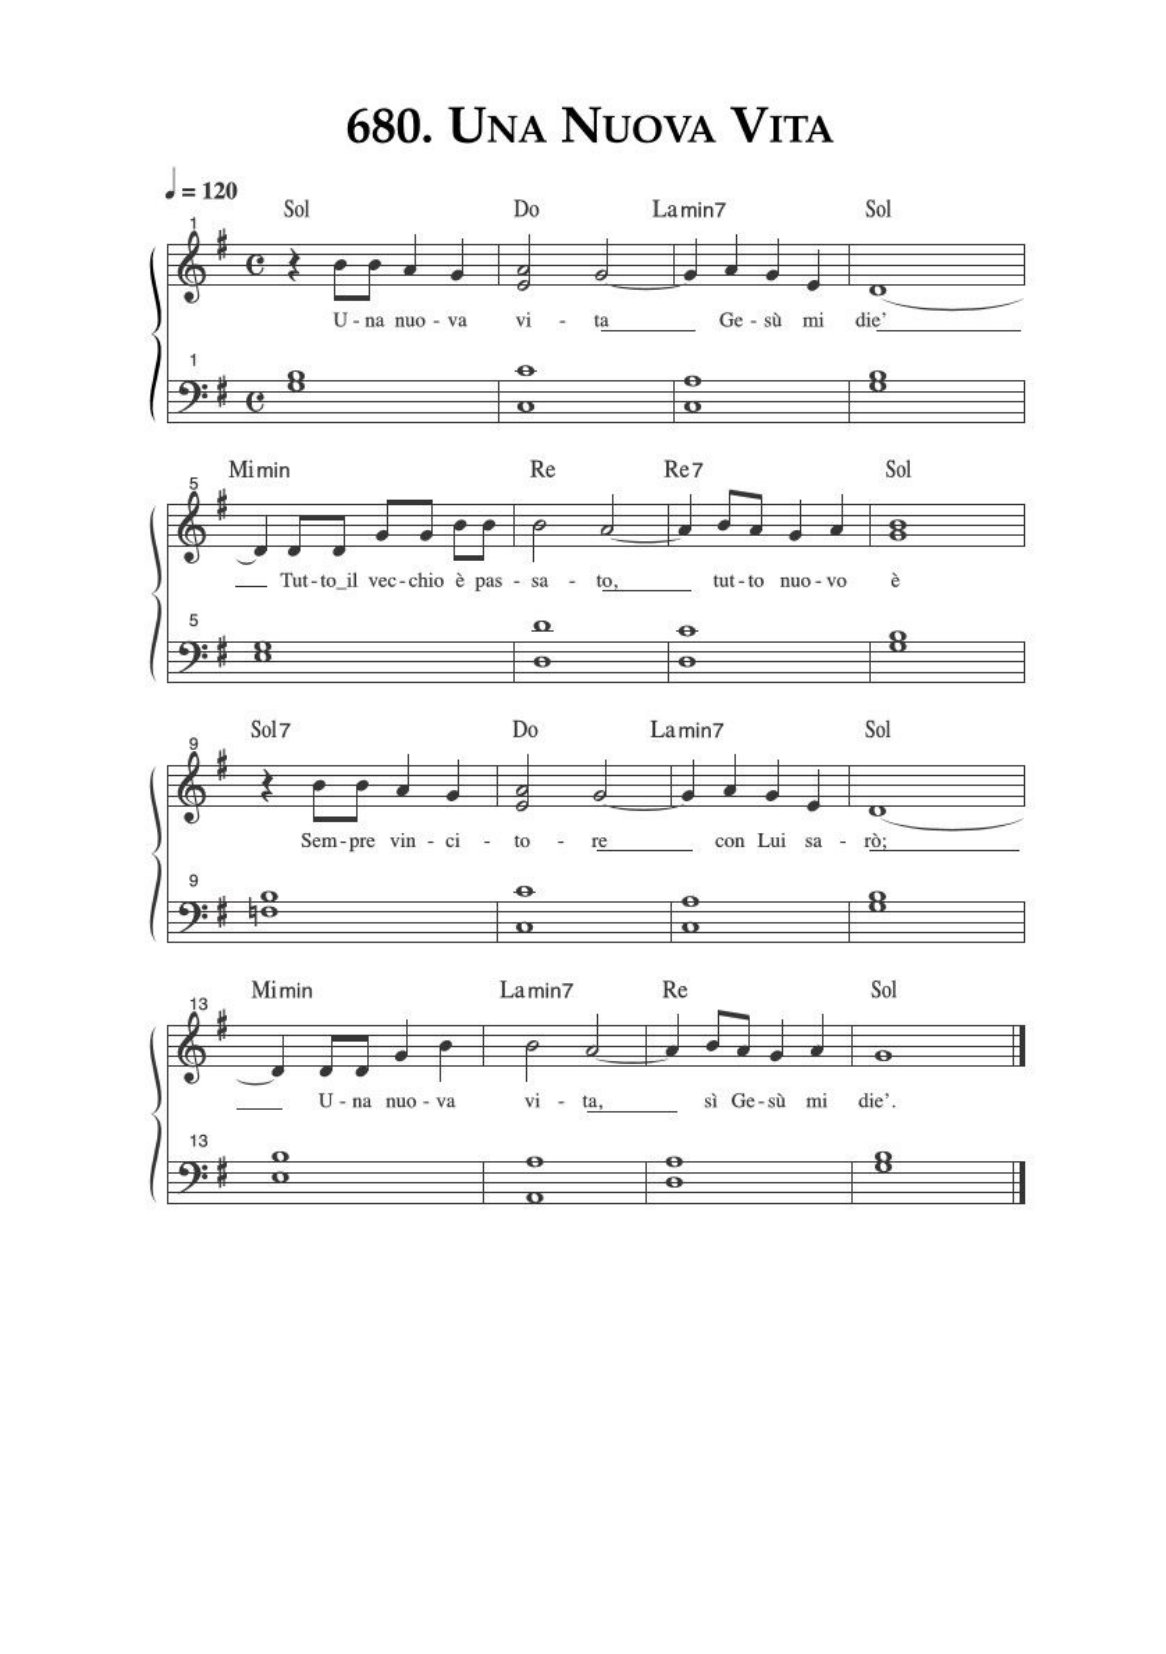 680. Una Nuova Vita
= 120
Sol Do Lamin7 Sol
1
U - na nuo - va vi - ta Ge - sù mi die'
1
Mimin Re Re7 Sol
5
Tut - to_il vec - chio è pas - sa - to, tut - to nuo - vo è
5
Sol7 Do Lamin7 Sol
9
Sem - pre vin - ci - to - re con Lui sa - rò;
9
Mimin Lamin7 Re Sol
13
U - na nuo - va vi - ta, sì Ge - sù mi die'.
13